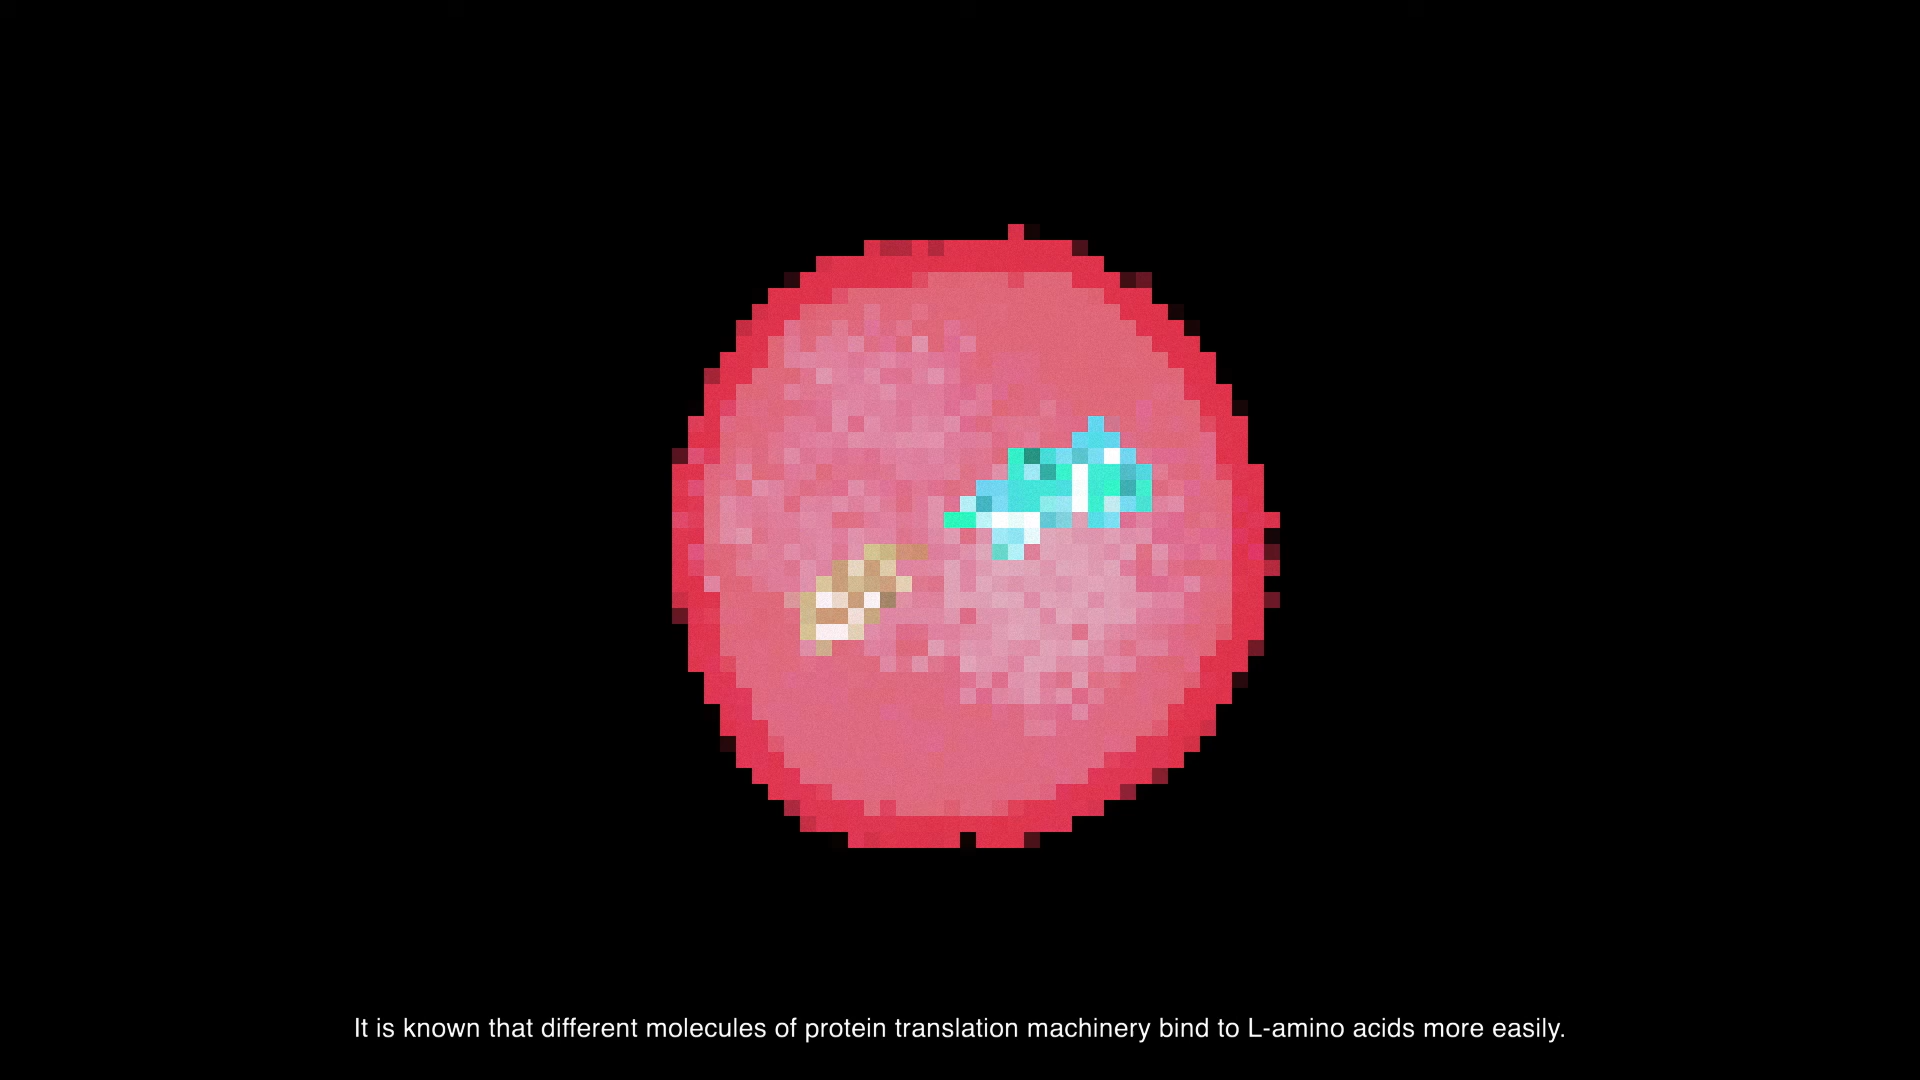 It is known that different molecules of protein translation machinery bind to L-amino acids more easily.